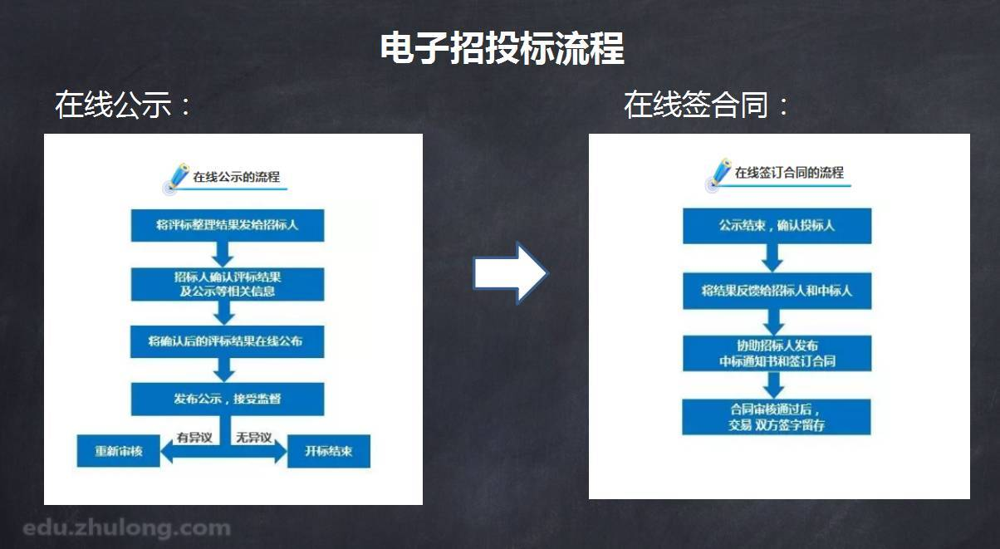 电子招投标流程
在线公示：
在线公示的流程
将评标整理结果发给招标人
招标人确认评标结果
及公示等相关信息
将确认后的评标结果在线公布
发布公示，接受监督
有异议
无异议
重新审核
开标结束
在线签合同：
在线签订合同的流程
公示结束，确认投标人
将结果反馈给招标人和中标人
协助招标人发布
中标通知书和签订合同
合同审核通过后，
交易 双方签字留存
edu.zhulong.com